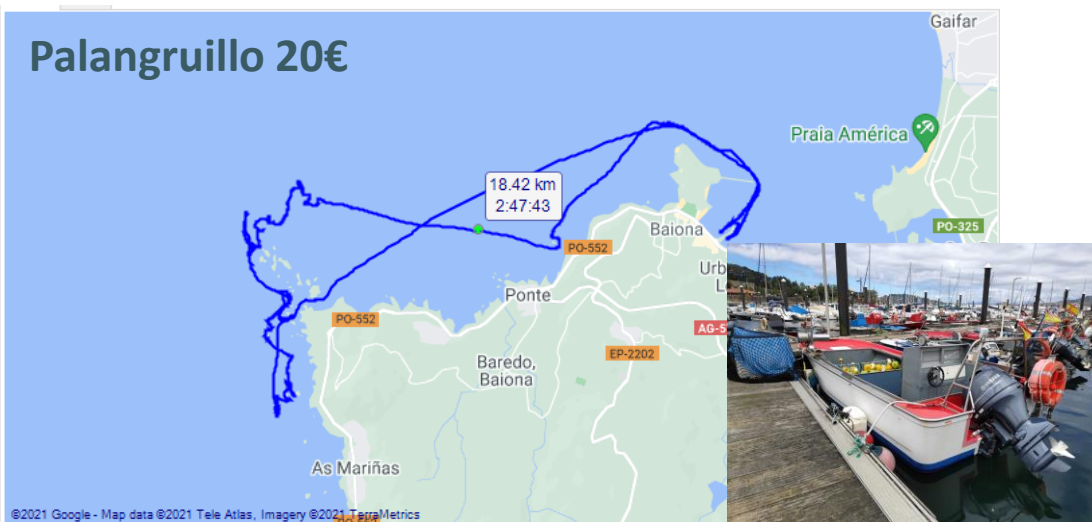 Palangruillo 20€
Gaifar
Praia América
18.42 km
2:47:43
PO-325
Baiona
PO-552
Urb
Ponte
PO-552
AG-5
EP-2202
Baredo,
Baiona
As Mariñas
©2021 Google - Map data ©2021 Tele Atlas, Imagery ©2021 TerraMetrics